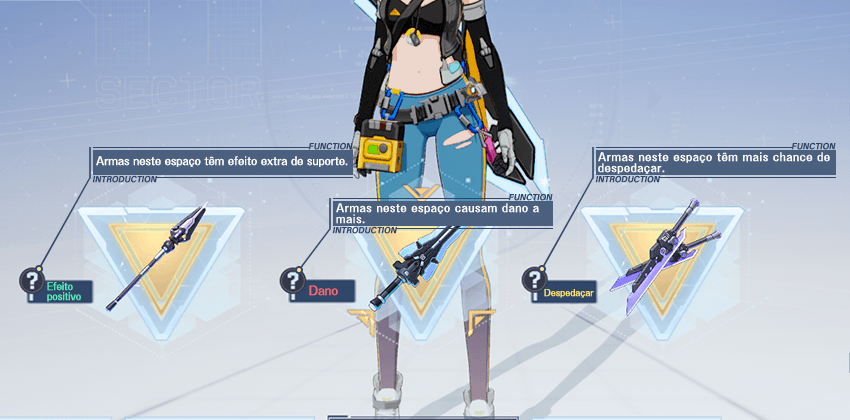 SECTOR
FUNCTION
Armas neste espaço têm efeito extra de suporte.
INTRODUCTION
Efeito
positivo
FUNCTION
Armas neste espaço causam dano a
mais.
INTRODUCTION
Dano
FUNCTION
Armas neste espaço têm mais chance de
despedaçar.
INTRODUCTION
Despedaçar